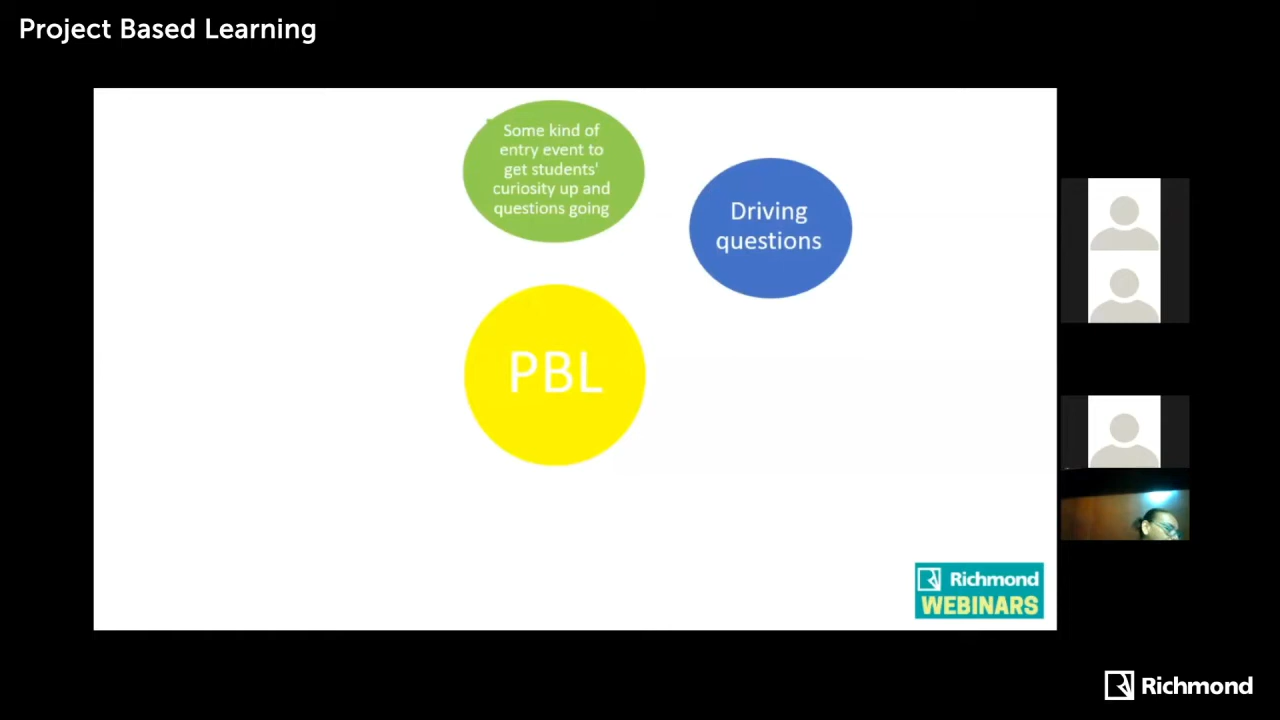 Project Based Learning
Some kind of
entry event to
get students'
curiosity up and
questions going
Driving
questions
PBL
Richmond
WEBINARS
Richmond